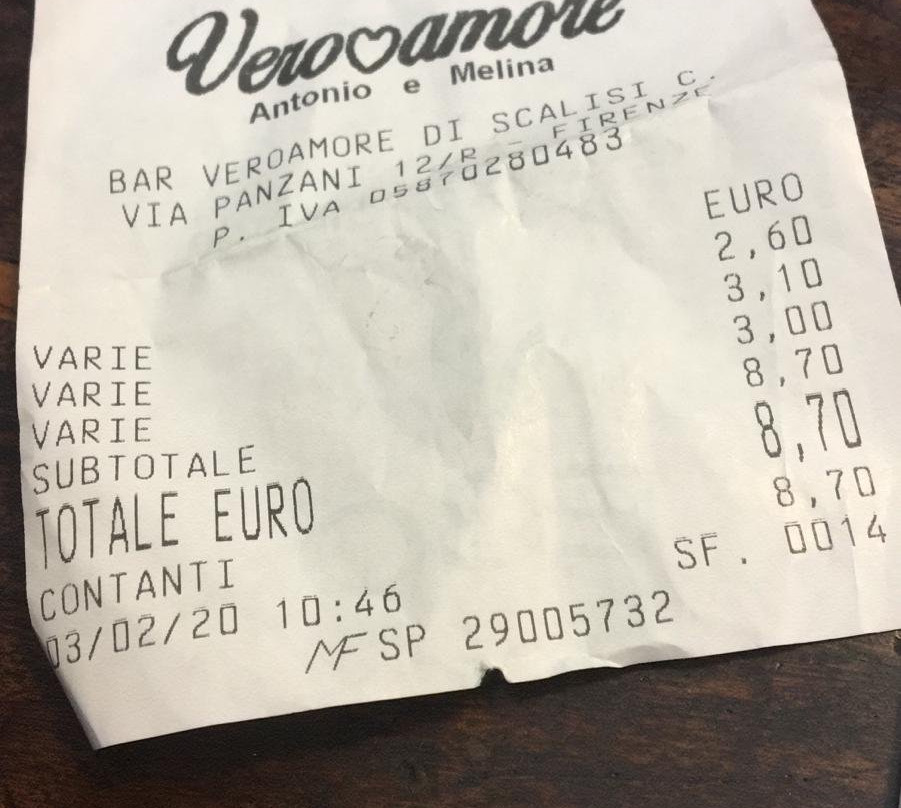 Vero♡amore
Antonio e Melina
BAR VEROAMORE DI SCALISI C.
VIA PANZANI 12/R - FIRENZE
P. IVA 05870280483
EURO
VARIE 2,60
VARIE 3,10
VARIE 3,00
SUBTOTALE 8,70
TOTALE EURO 8,70
CONTANTI 8,70
03/02/20 10:46 SF. 0014
MF SP 29005732